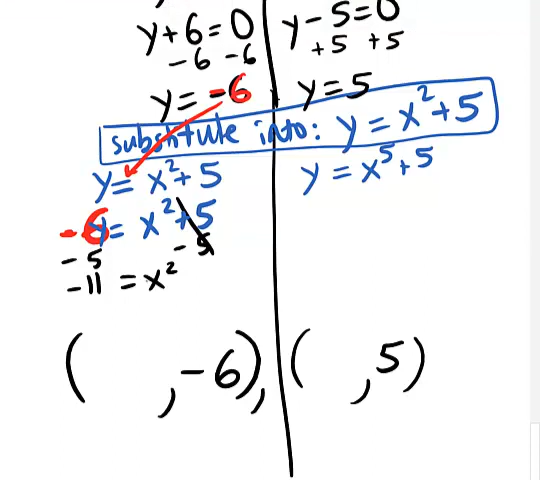 y+6=0 y-5=0
-6 -6 +5 +5
y=-6 y=5
substitute into: y=x²+5
y=x²+5 y=x⁵+5
-6= x²+5
-5 -5
-11=x²
( ,-6), ( ,5)